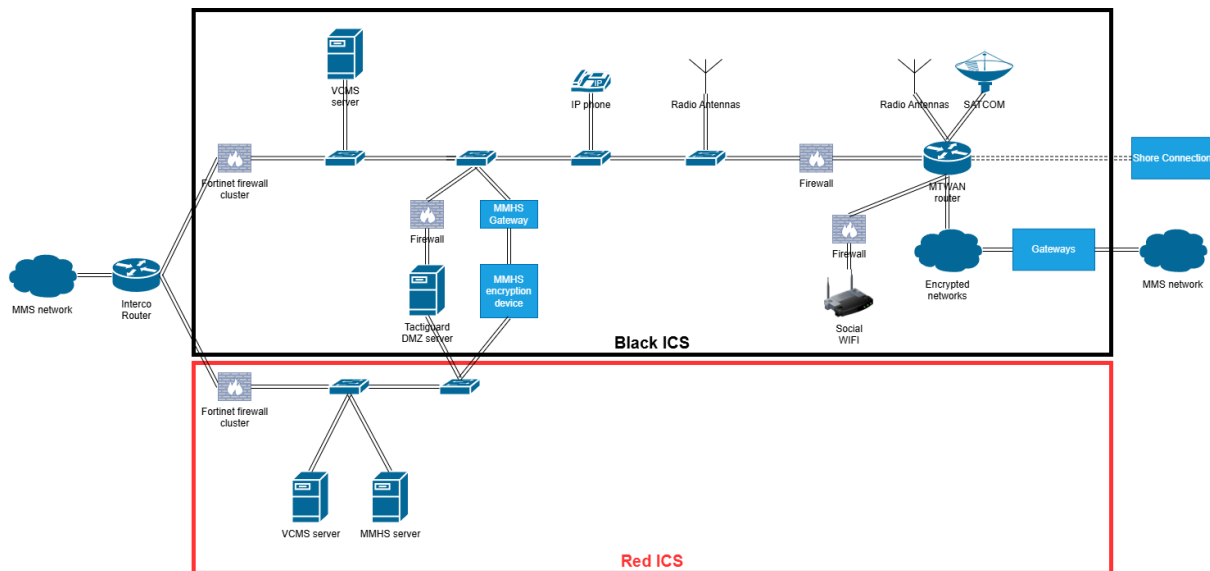 VCMS
server
IP
IP phone
Radio Antennas
Radio Antennas
SATCOM
Fortinet firewall
cluster
Firewall
MTWAN
router
Shore Connection
MMHS
Gateway
Firewall
Firewall
MMS network
Interco
Router
MMHS
encryption
device
Tactiguard
DMZ server
Encrypted
networks
Gateways
MMS network
Social
WIFI
Black ICS
Fortinet firewall
cluster
VCMS server
MMHS server
Red ICS